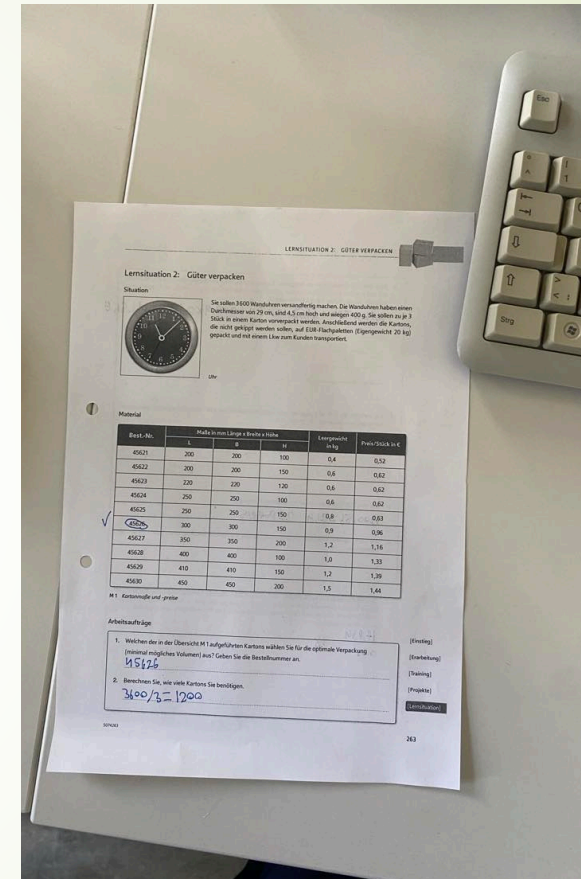 LERNSITUATION 2: GÜTER VERPACKEN
Lernsituation 2: Güter verpacken
Situation
Sie sollen 3600 Wanduhren versandfertig machen. Die Wanduhren haben einen
Durchmesser von 29 cm, sind 4,5 cm hoch und wiegen 400 g. Sie sollen zu je 3
Stück in einem Karton vorverpackt werden. Anschließend werden die Kartons,
die nicht gekippt werden sollen, auf EUR-Flachpaletten (Eigengewicht 20 kg)
gepackt und mit einem Lkw zum Kunden transportiert.
Uhr
Material
Best.-Nr. Maße in mm Länge x Breite x Höhe Leergewicht in kg Preis/Stück in €
L B H
45621 200 200 100 0,4 0,52
45622 200 200 150 0,6 0,62
45623 220 220 120 0,6 0,62
45624 250 250 100 0,6 0,62
45625 250 250 150 0,8 0,63
45626 300 300 150 0,9 0,96
45627 350 350 200 1,2 1,16
45628 400 400 100 1,0 1,33
45629 410 410 150 1,2 1,39
45630 450 450 200 1,5 1,44
M 1 Kartonmaße und -preise
Arbeitsaufträge
1. Welchen der in der Übersicht M 1 aufgeführten Kartons wählen Sie für die optimale Verpackung
(minimal mögliches Volumen) aus? Geben Sie die Bestellnummer an.
45626
2. Berechnen Sie, wie viele Kartons Sie benötigen.
3600/3=1200
[Einstieg]
[Erarbeitung]
[Training]
[Projekte]
[Lernsituation]
263
Esc
Strg